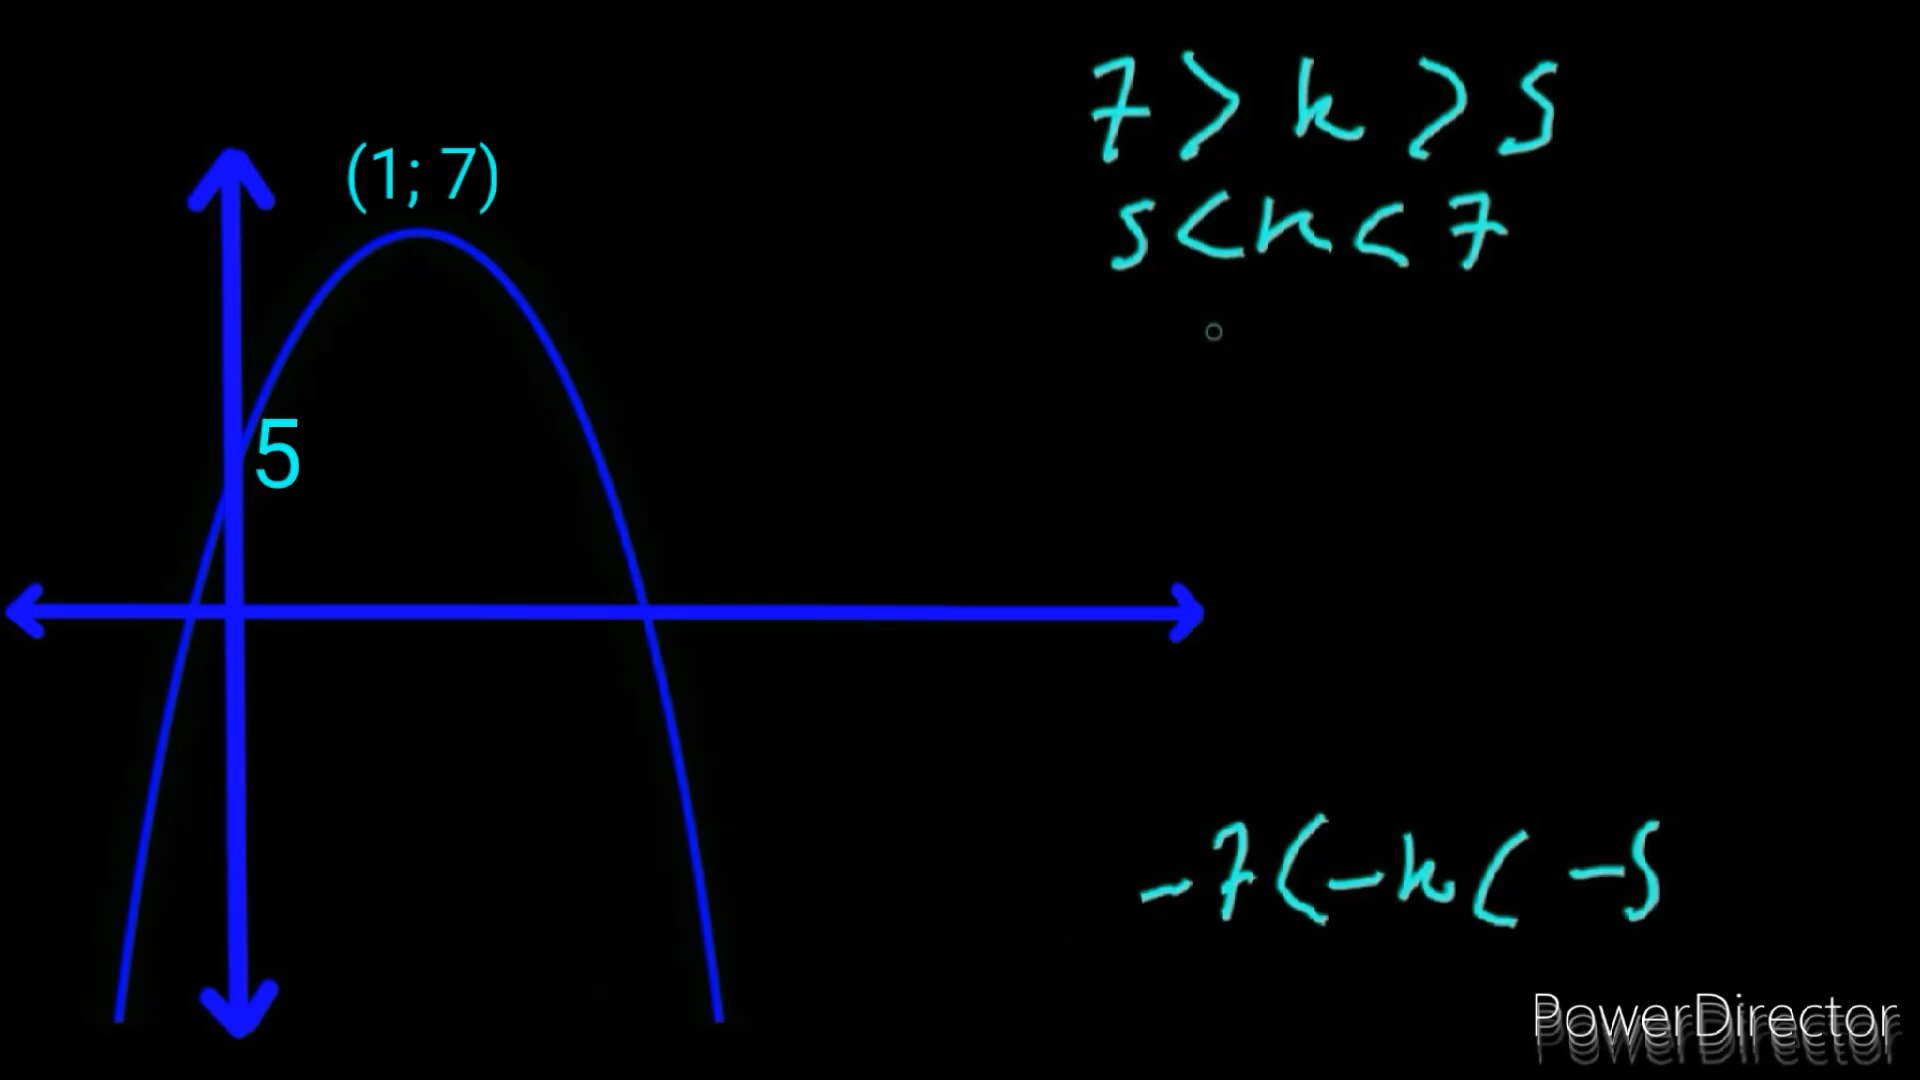 7 > k > 5
5 < k < 7
(1; 7)
5
-7 < -k < -5
PowerDirector